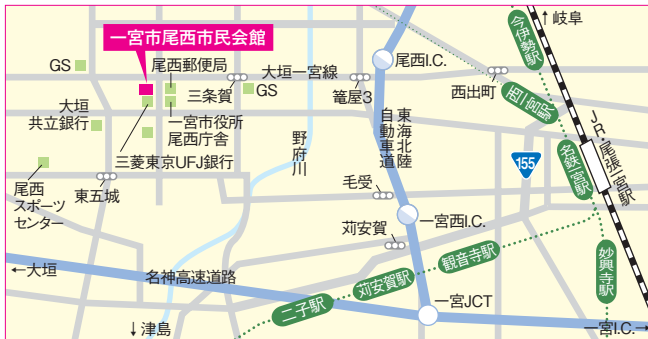 一宮市尾西市民会館
尾西郵便局
GS
三条賀
大垣一宮線
GS
篭屋3
尾西I.C.
西出町
今伊勢駅
↑岐阜
西一宮駅
JR・尾張一宮駅
名鉄一宮駅
大垣
共立銀行
一宮市役所
尾西庁舎
三菱東京UFJ銀行
野府川
東海北陸
自動車道
155
尾西
スポーツ
センター
東五城
毛受
一宮西I.C.
苅安賀
観音寺駅
苅安賀駅
二子駅
妙興寺駅
←大垣
名神高速道路
一宮JCT
↓津島
一宮I.C.→